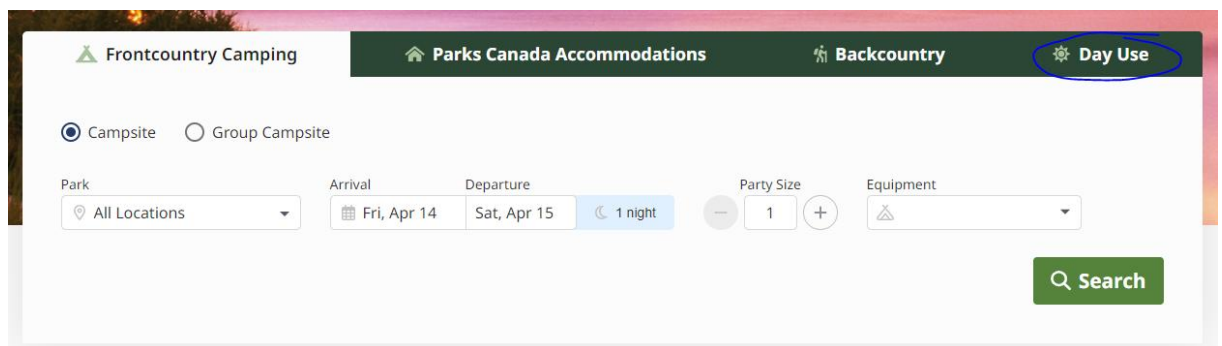 Frontcountry Camping Parks Canada Accommodations Backcountry Day Use
Campsite Group Campsite
Park Arrival Departure Party Size Equipment
All Locations Fri, Apr 14 Sat, Apr 15 1 night 1
Search